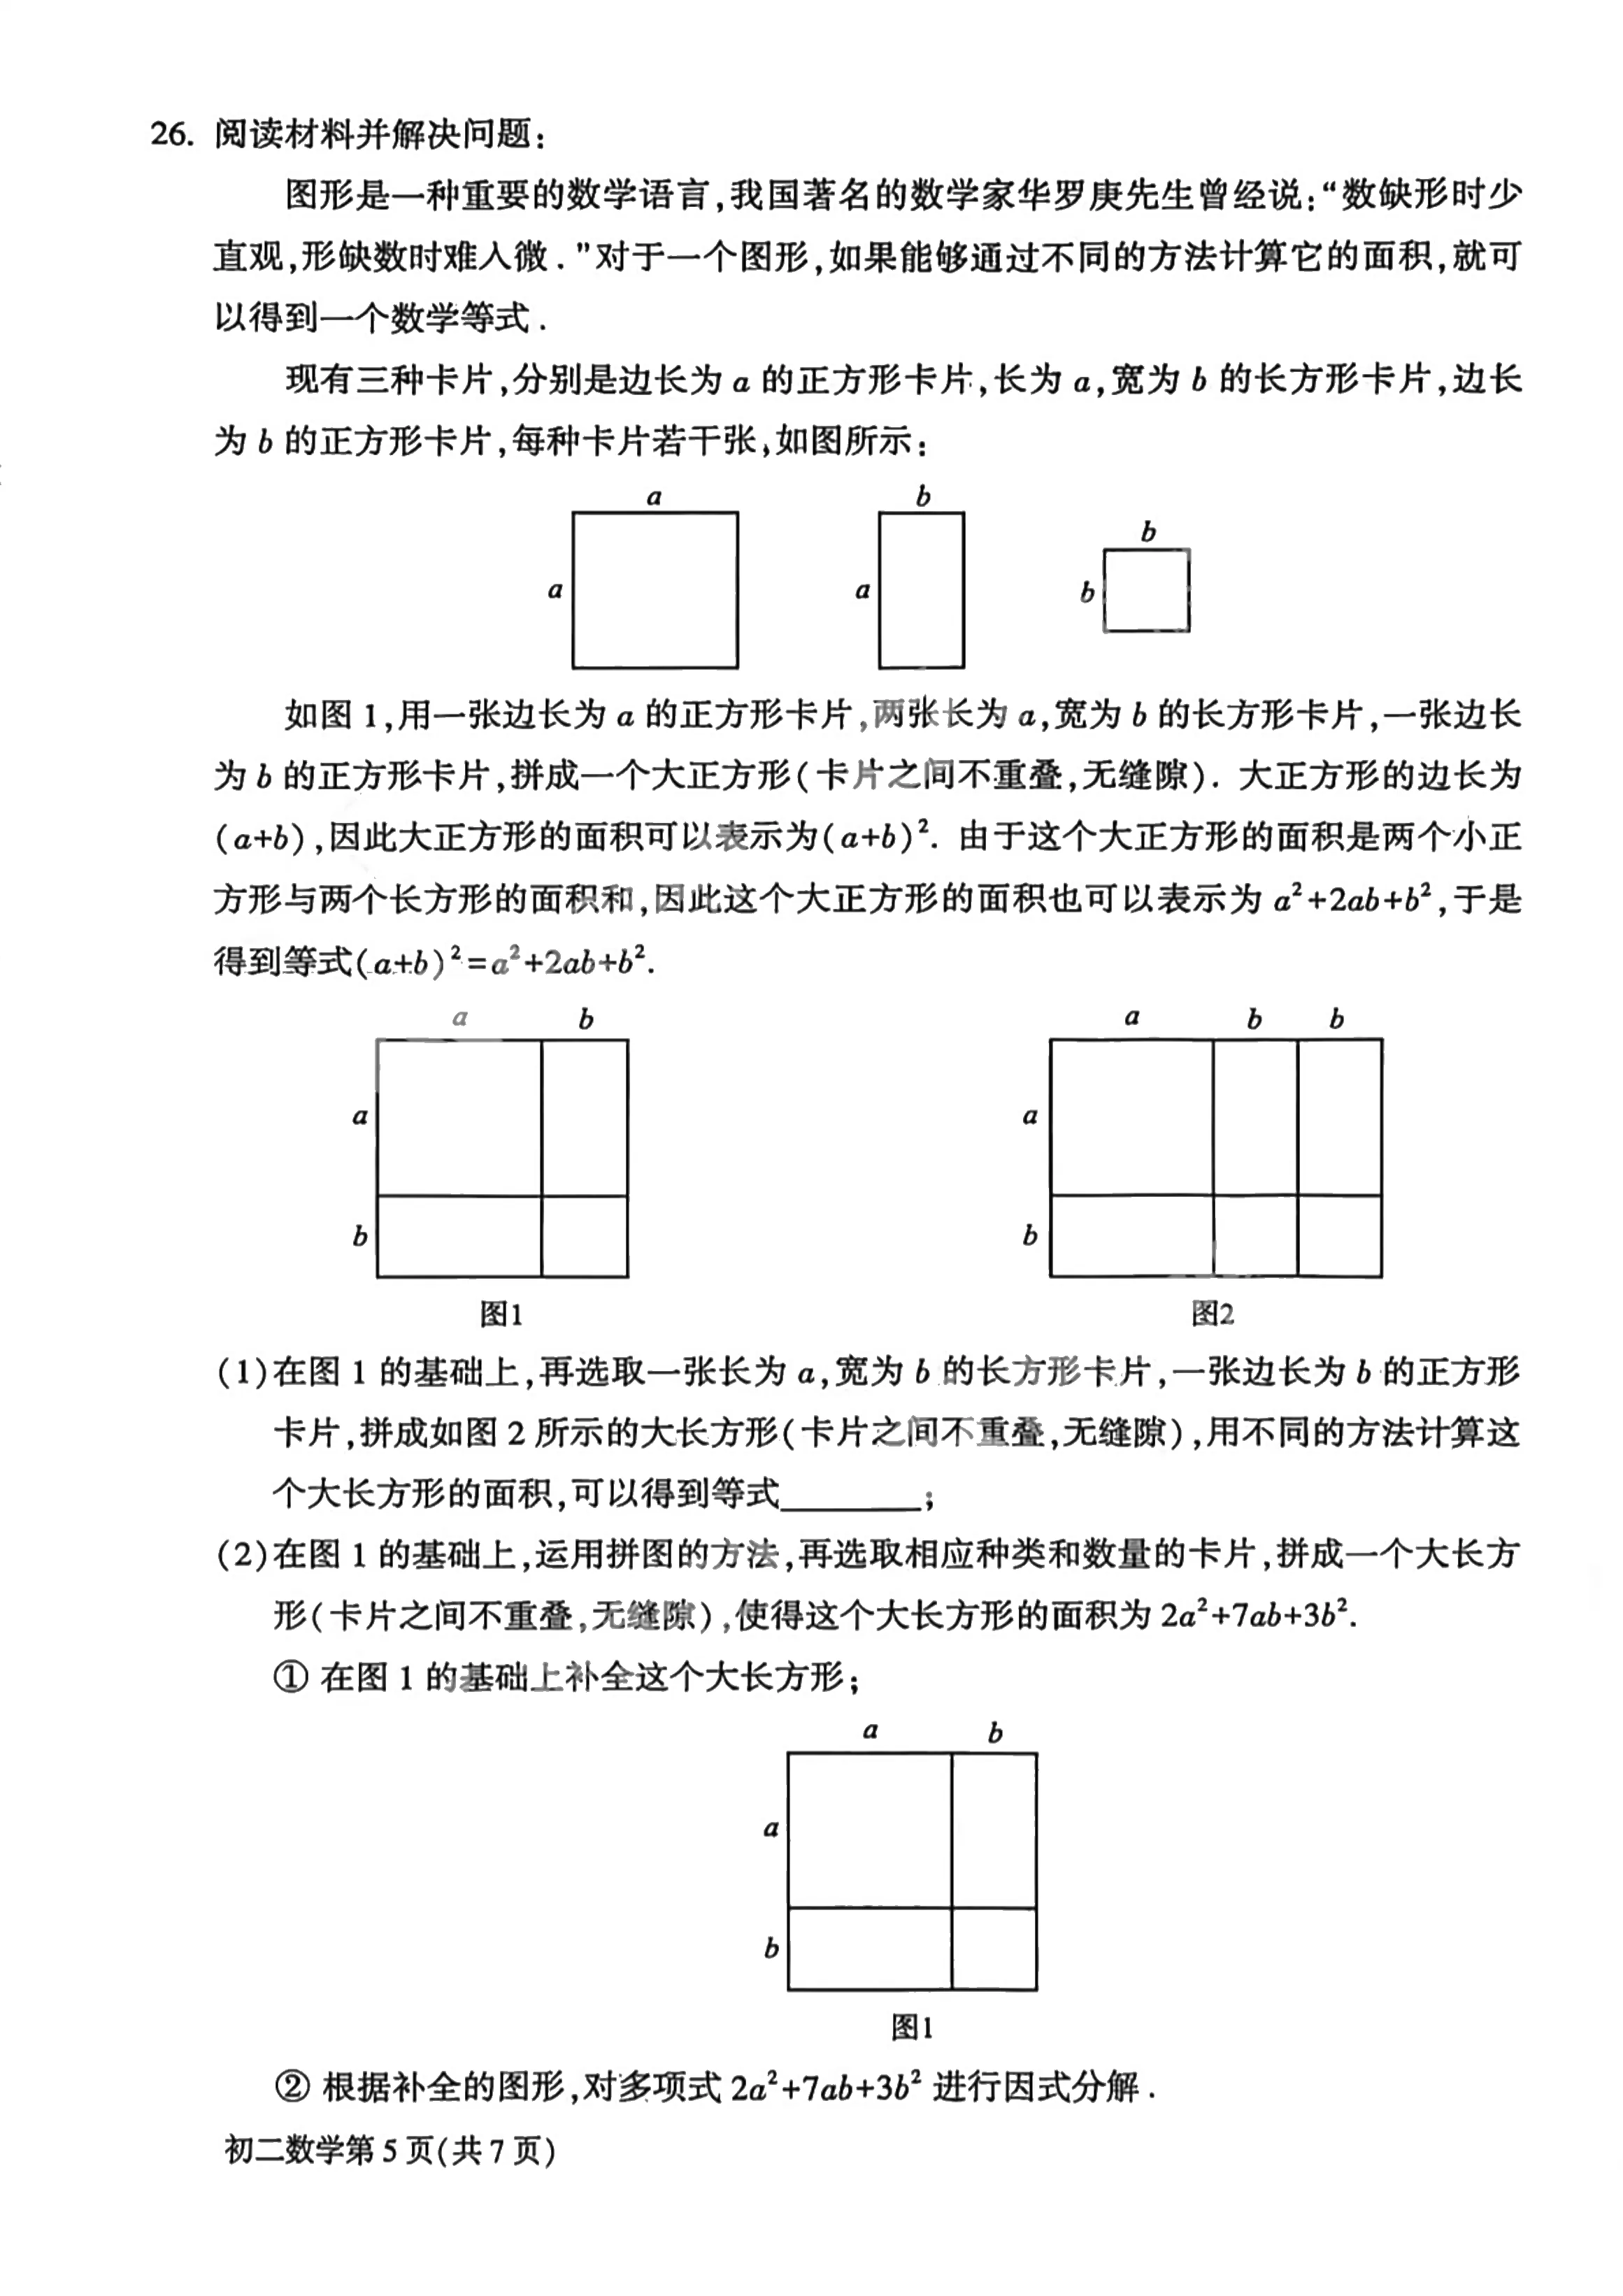 26. 阅读材料并解决问题:
图形是一种重要的数学语言,我国著名的数学家华罗庚先生曾经说:“数缺形时少
直观,形缺数时难入微.”对于一个图形,如果能够通过不同的方法计算它的面积,就可
以得到一个数学等式.
现有三种卡片,分别是边长为 a 的正方形卡片,长为 a,宽为 b 的长方形卡片,边长
为 b 的正方形卡片,每种卡片若干张,如图所示:
a b b
a a b
如图 1,用一张边长为 a 的正方形卡片,两张长为 a,宽为 b 的长方形卡片,一张边长
为 b 的正方形卡片,拼成一个大正方形(卡片之间不重叠,无缝隙). 大正方形的边长为
(a+b),因此大正方形的面积可以表示为(a+b)². 由于这个大正方形的面积是两个小正
方形与两个长方形的面积和,因此这个大正方形的面积也可以表示为 a²+2ab+b²,于是
得到等式(a+b)²=a²+2ab+b².
a b a b b
a a
b b
图1 图2
(1)在图 1 的基础上,再选取一张长为 a,宽为 b 的长方形卡片,一张边长为 b 的正方形
卡片,拼成如图 2 所示的大长方形(卡片之间不重叠,无缝隙),用不同的方法计算这
个大长方形的面积,可以得到等式________;
(2)在图 1 的基础上,运用拼图的方法,再选取相应种类和数量的卡片,拼成一个大长方
形(卡片之间不重叠,无缝隙),使得这个大长方形的面积为 2a²+7ab+3b².
① 在图 1 的基础上补全这个大长方形;
a b
a
b
图1
② 根据补全的图形,对多项式 2a²+7ab+3b² 进行因式分解.
初二数学第 5 页(共 7 页)